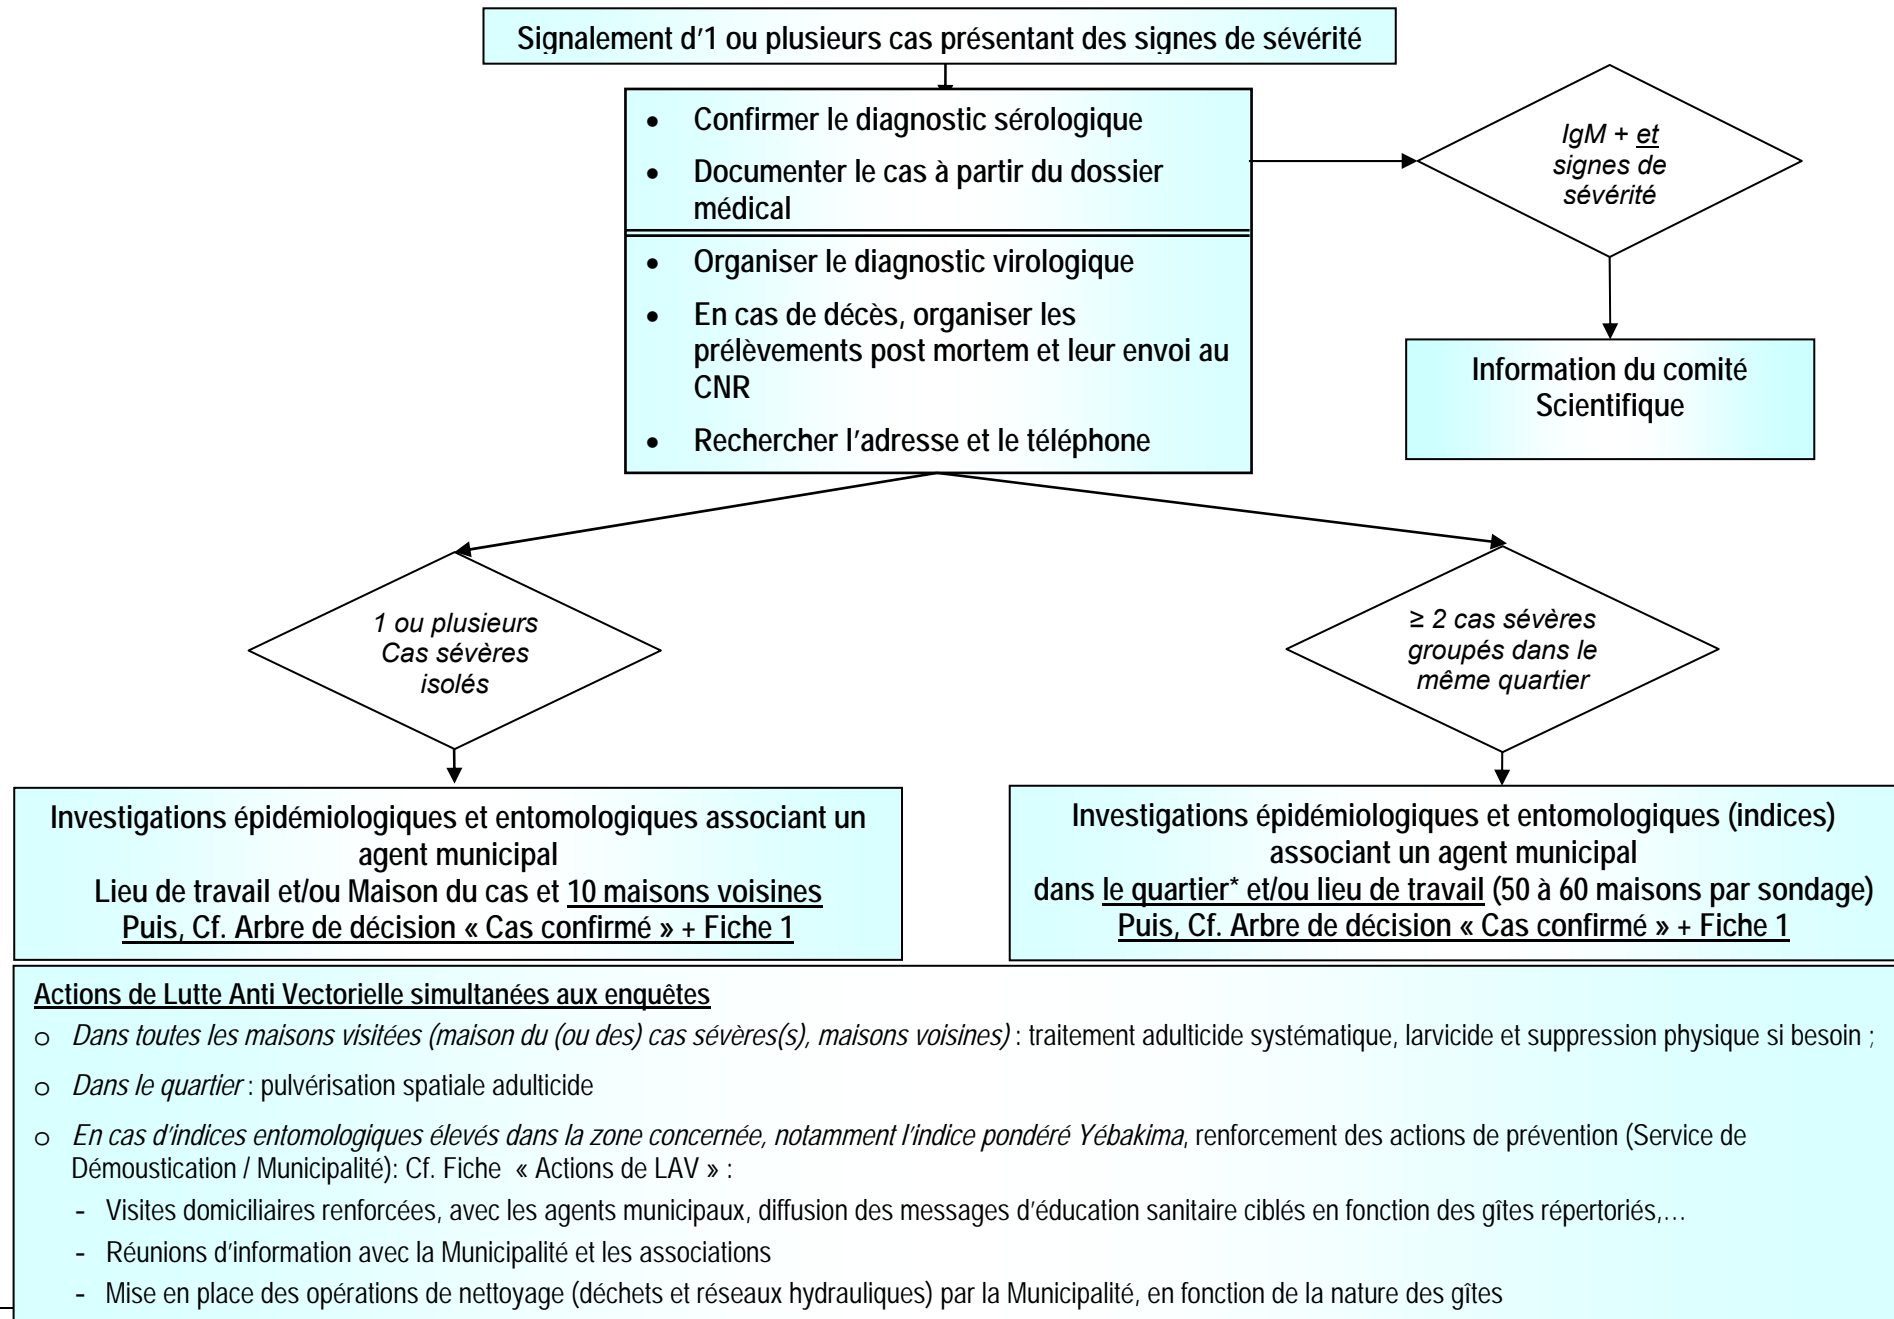 Signalement d'1 ou plusieurs cas présentant des signes de sévérité
• Confirmer le diagnostic sérologique
• Documenter le cas à partir du dossier
médical
• Organiser le diagnostic virologique
• En cas de décès, organiser les
prélèvements post mortem et leur envoi au
CNR
• Rechercher l'adresse et le téléphone
IgM + et
signes de
sévérité
Information du comité
Scientifique
1 ou plusieurs
Cas sévères
isolés
≥ 2 cas sévères
groupés dans le
même quartier
Investigations épidémiologiques et entomologiques associant un
agent municipal
Lieu de travail et/ou Maison du cas et 10 maisons voisines
Puis, Cf. Arbre de décision « Cas confirmé » + Fiche 1
Investigations épidémiologiques et entomologiques (indices)
associant un agent municipal
dans le quartier* et/ou lieu de travail (50 à 60 maisons par sondage)
Puis, Cf. Arbre de décision « Cas confirmé » + Fiche 1
Actions de Lutte Anti Vectorielle simultanées aux enquêtes
o Dans toutes les maisons visitées (maison du (ou des) cas sévères(s), maisons voisines) : traitement adulticide systématique, larvicide et suppression physique si besoin ;
o Dans le quartier : pulvérisation spatiale adulticide
o En cas d'indices entomologiques élevés dans la zone concernée, notamment l'indice pondéré Yébakima, renforcement des actions de prévention (Service de
Démoustication / Municipalité): Cf. Fiche « Actions de LAV » :
- Visites domiciliaires renforcées, avec les agents municipaux, diffusion des messages d'éducation sanitaire ciblés en fonction des gîtes répertoriés,…
- Réunions d'information avec la Municipalité et les associations
- Mise en place des opérations de nettoyage (déchets et réseaux hydrauliques) par la Municipalité, en fonction de la nature des gîtes